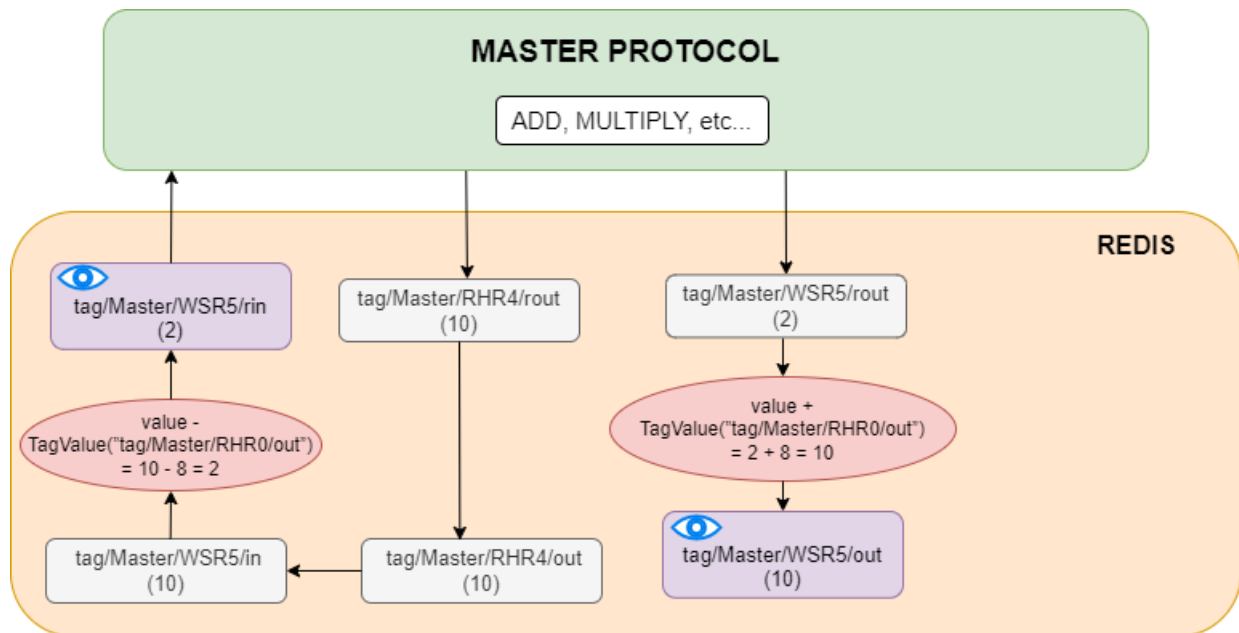 MASTER PROTOCOL
ADD, MULTIPLY, etc...
REDIS
tag/Master/WSR5/rin
(2)
tag/Master/RHR4/rout
(10)
tag/Master/WSR5/rout
(2)
value -
TagValue("tag/Master/RHR0/out”)
= 10 - 8 = 2
value +
TagValue("tag/Master/RHR0/out”)
= 2 + 8 = 10
tag/Master/WSR5/in
(10)
tag/Master/RHR4/out
(10)
tag/Master/WSR5/out
(10)